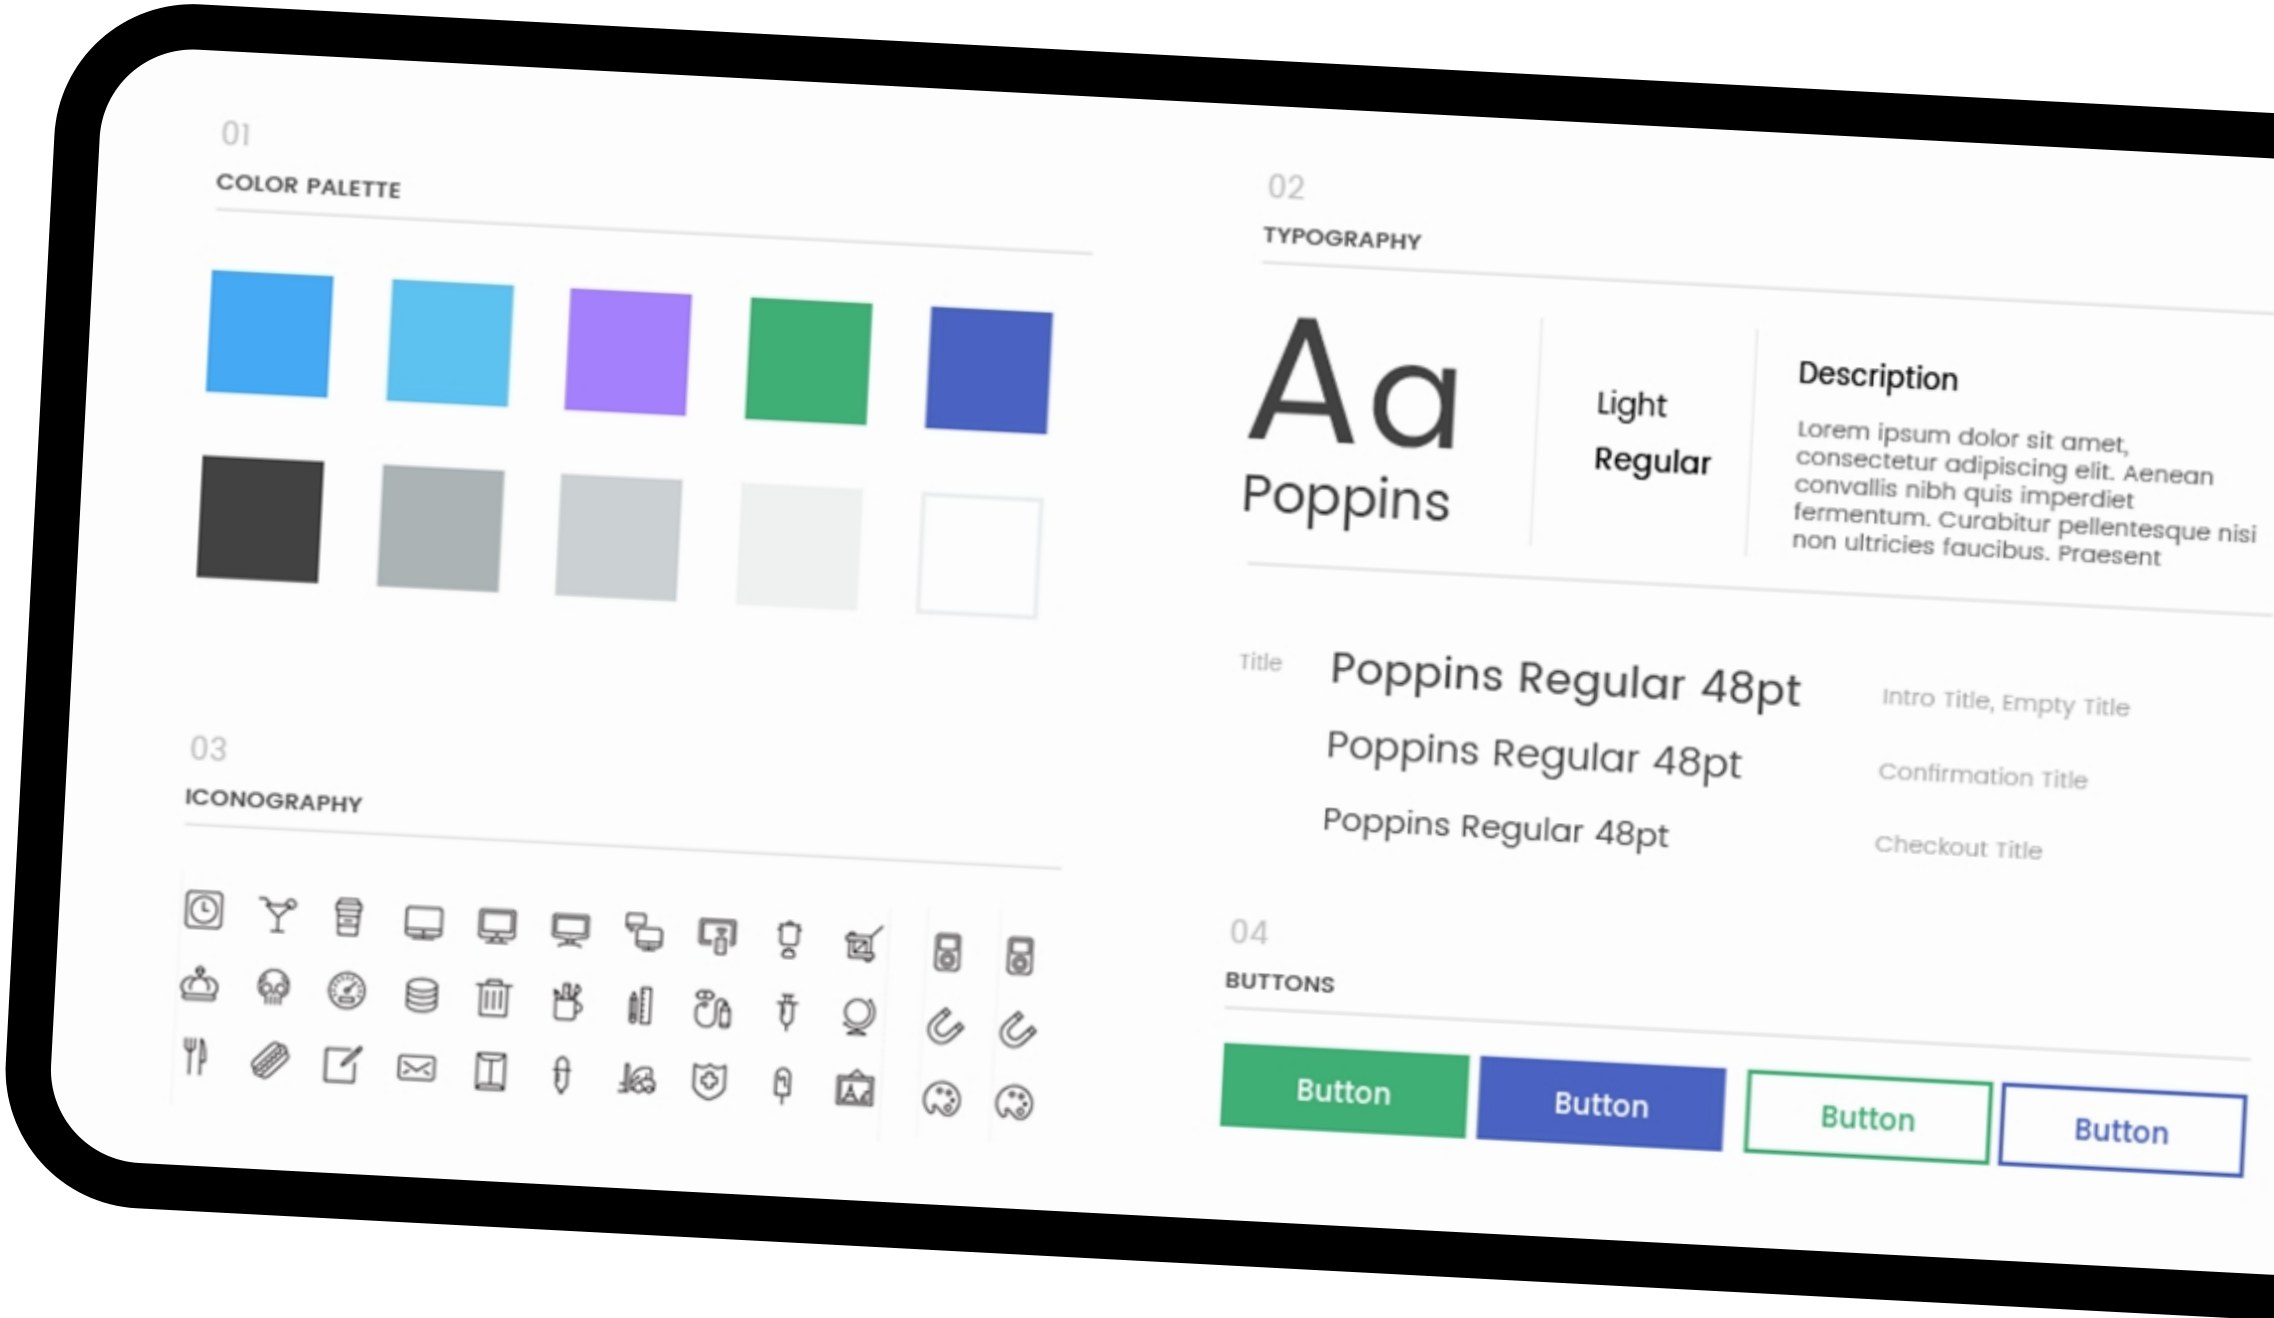 01
COLOR PALETTE
02
TYPOGRAPHY
Aa
Poppins
Light
Regular
Description
Lorem ipsum dolor sit amet,
consectetur adipiscing elit. Aenean
convallis nibh quis imperdiet
fermentum. Curabitur pellentesque nisi
non ultricies faucibus. Praesent
Title
Poppins Regular 48pt
Intro Title, Empty Title
Poppins Regular 48pt
Confirmation Title
Poppins Regular 48pt
Checkout Title
03
ICONOGRAPHY
04
BUTTONS
Button
Button
Button
Button